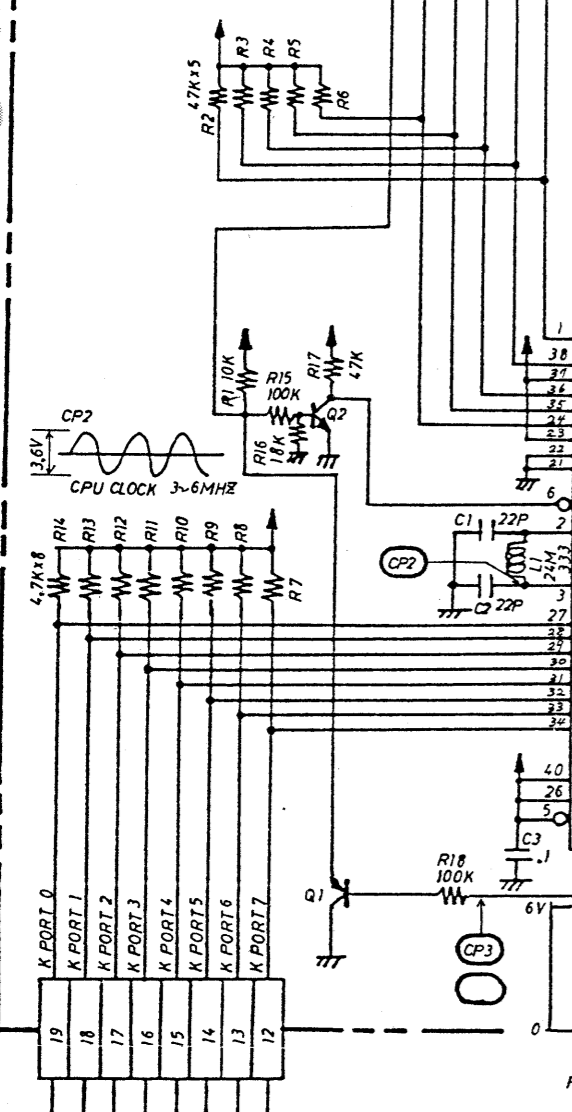 R3
R4
R5
47K×5
R2
R6
1
38
37
36
35
24
23
22
21
R1 10K
R15
100K
R17
47K
Q2
R16
18K
CP2
3.6V
CPU CLOCK 3~6MHZ
6
C1
22P
2
CP2
L1
24M
333
C2
22P
3
R14
R13
R12
R11
R10
R9
R8
4.7K×8
R7
27
28
29
30
31
32
33
34
40
26
5
C3
.1
R18
100K
Q1
6V
CP3
0
K PORT 0
K PORT 1
K PORT 2
K PORT 3
K PORT 4
K PORT 5
K PORT 6
K PORT 7
19
18
17
16
15
14
13
12